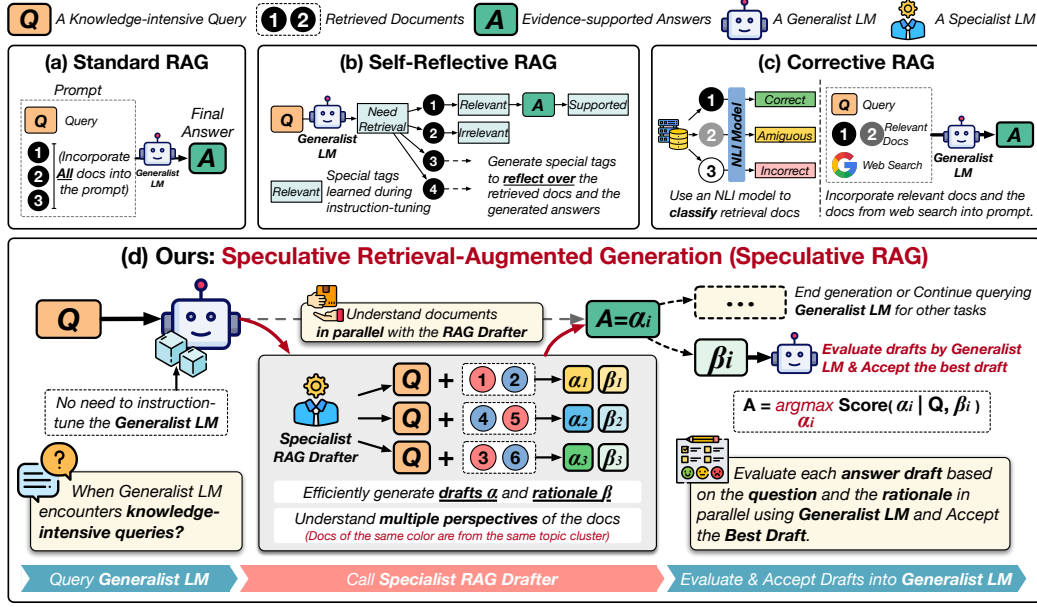 Q A Knowledge-intensive Query
1 2 Retrieved Documents
A Evidence-supported Answers
A Generalist LM
A Specialist LM
(a) Standard RAG
Prompt
Q Query
1
2
3
(Incorporate
All docs into
the prompt)
Generalist
LM
Final
Answer
A
(b) Self-Reflective RAG
Q
Generalist
LM
Need
Retrieval
1 Relevant A Supported
2 Irrelevant
3
4
Relevant
Special tags
learned during
instruction-tuning
Generate special tags
to reflect over the
retrieved docs and the
generated answers
(c) Corrective RAG
1
2
3
NLI Model
Correct
Amiguous
Incorrect
Use an NLI model to
classify retrieval docs
Q Query
1 2 Relevant
Docs
G Web Search
Generalist
LM
A
Incorporate relevant docs and the
docs from web search into prompt.
(d) Ours: Speculative Retrieval-Augmented Generation (Speculative RAG)
Q
No need to instruction-
tune the Generalist LM
?
When Generalist LM
encounters knowledge-
intensive queries?
Understand documents
in parallel with the RAG Drafter
Specialist
RAG Drafter
Q + 1 2 α1 β1
Q + 4 5 α2 β2
Q + 3 6 α3 β3
Efficiently generate drafts α and rationale β
Understand multiple perspectives of the docs
(Docs of the same color are from the same topic cluster)
A=αi
...
End generation or Continue querying
Generalist LM for other tasks
βi
Evaluate drafts by Generalist
LM & Accept the best draft
A = argmax Score( αi | Q, βi )
αi
Evaluate each answer draft based
on the question and the rationale in
parallel using Generalist LM and Accept
the Best Draft.
Query Generalist LM
Call Specialist RAG Drafter
Evaluate & Accept Drafts into Generalist LM